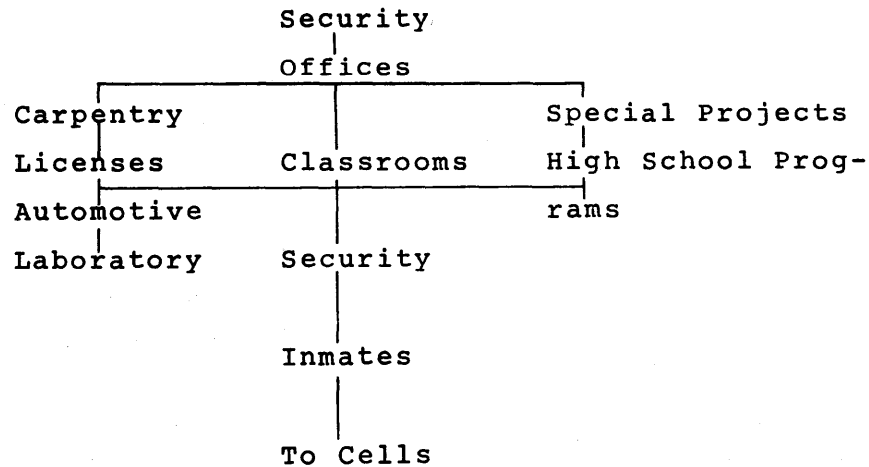 Security
Offices
Carpentry Special Projects
Licenses Classrooms High School Prog-
Automotive rams
Laboratory Security
Inmates
To Cells